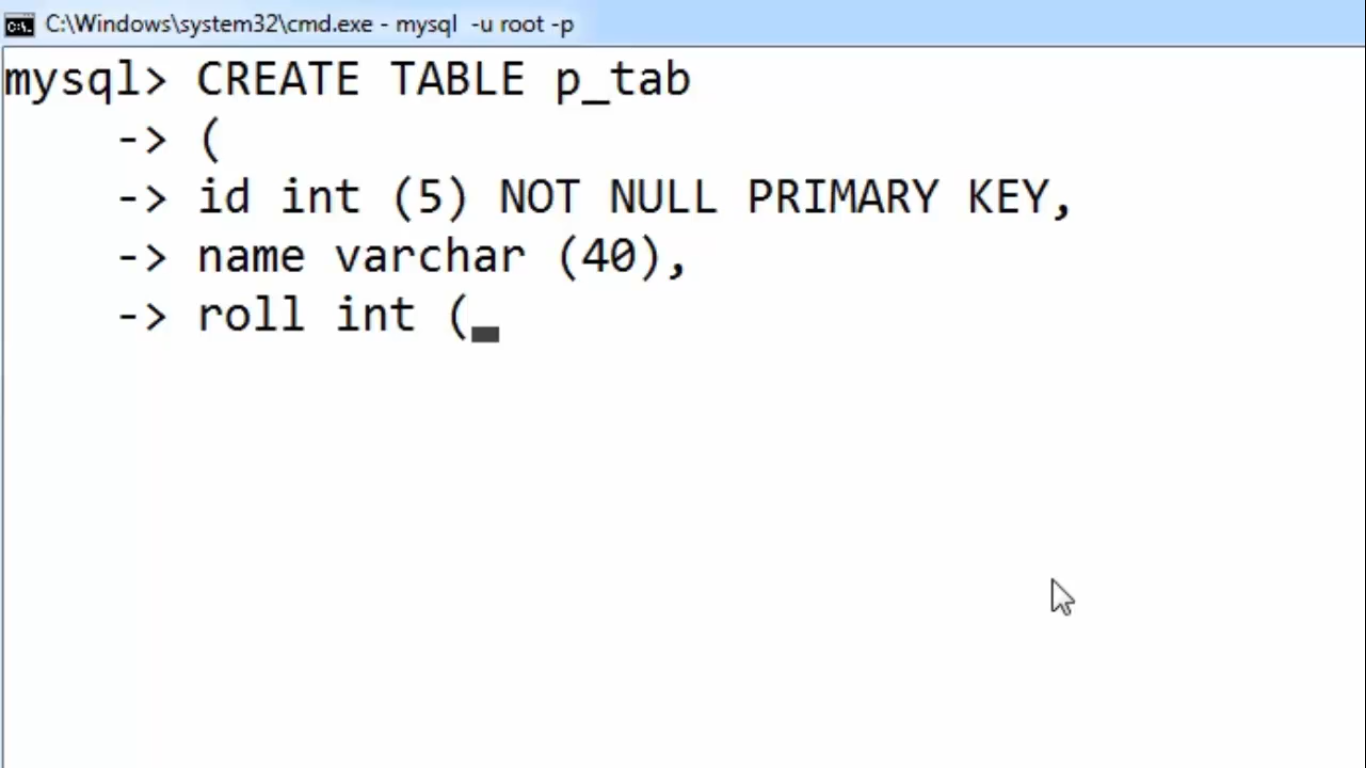 C:\Windows\system32\cmd.exe - mysql  -u root -p
mysql> CREATE TABLE p_tab
    -> (
    -> id int (5) NOT NULL PRIMARY KEY,
    -> name varchar (40),
    -> roll int (